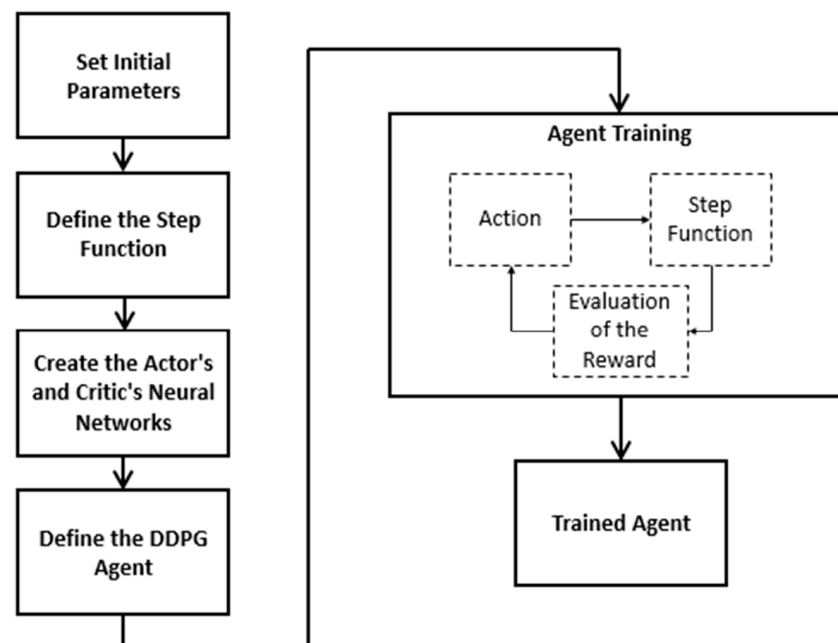 Set Initial
Parameters
Define the Step
Function
Create the Actor's
and Critic's Neural
Networks
Define the DDPG
Agent
Agent Training
Action
Step
Function
Evaluation
of the
Reward
Trained Agent